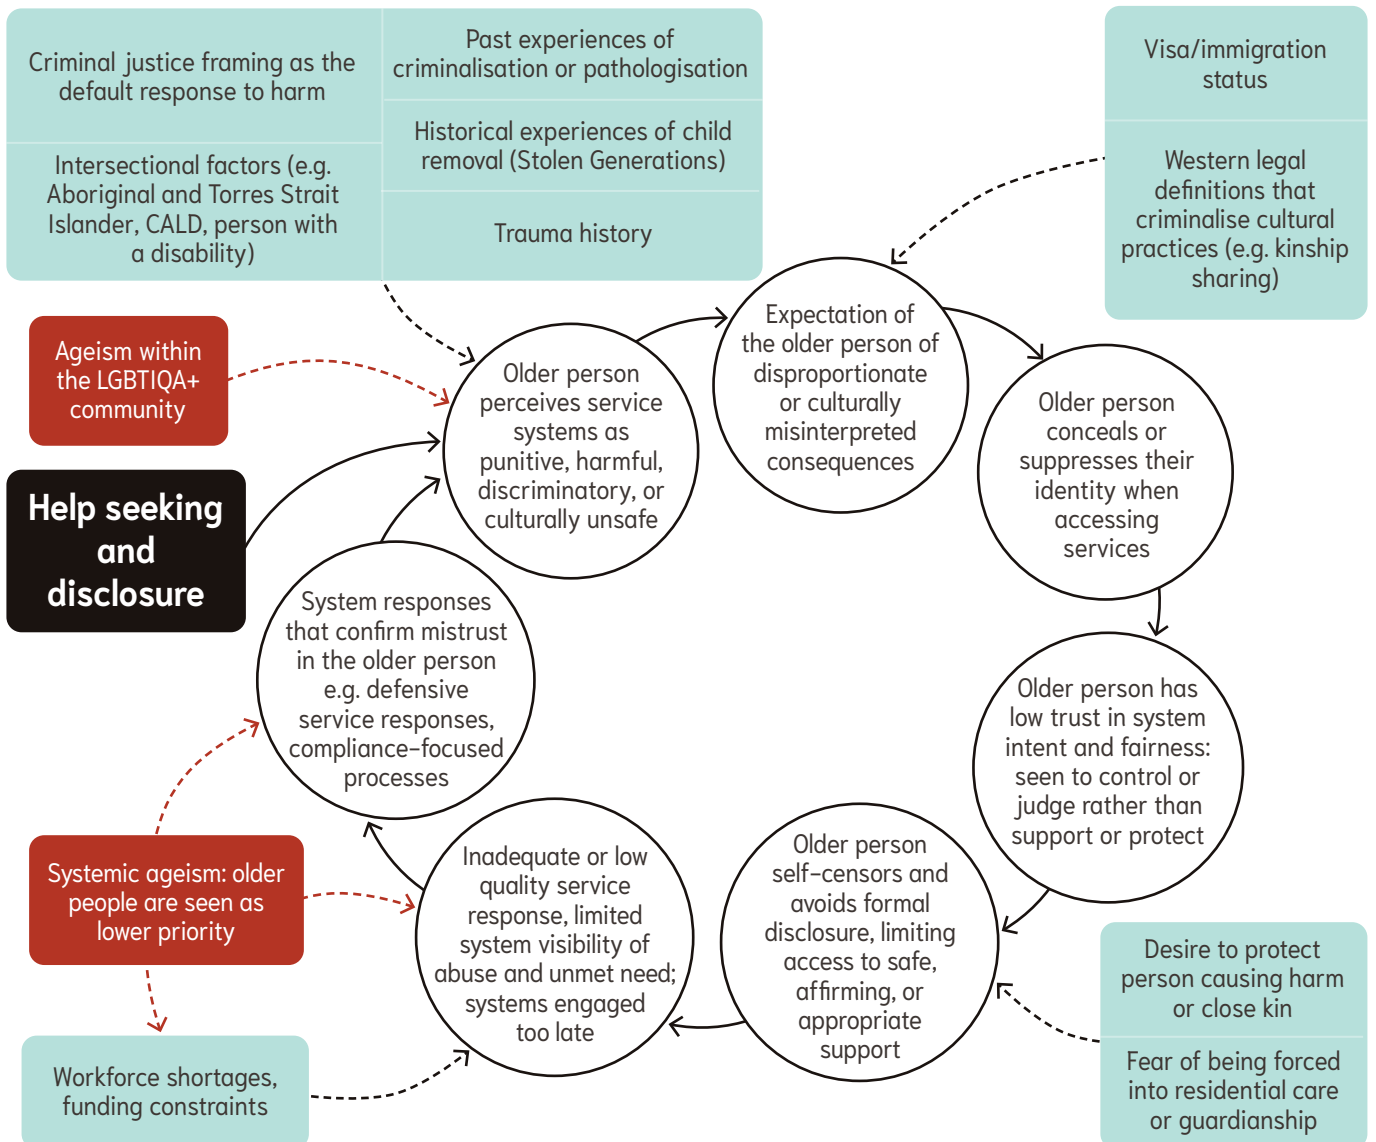 Criminal justice framing as the
default response to harm
Past experiences of
criminalisation or pathologisation
Historical experiences of child
removal (Stolen Generations)
Intersectional factors (e.g.
Aboriginal and Torres Strait
Islander, CALD, person with
a disability)
Trauma history
Visa/immigration
status
Western legal
definitions that
criminalise cultural
practices (e.g. kinship
sharing)
Ageism within
the LGBTIQA+
community
Help seeking
and
disclosure
Older person
perceives service
systems as
punitive, harmful,
discriminatory, or
culturally unsafe
Expectation of
the older person of
disproportionate
or culturally
misinterpreted
consequences
Older person
conceals or
suppresses their
identity when
accessing
services
Older person has
low trust in system
intent and fairness:
seen to control or
judge rather than
support or protect
Older person
self-censors and
avoids formal
disclosure, limiting
access to safe,
affirming, or
appropriate
support
Desire to protect
person causing harm
or close kin
Fear of being forced
into residential care
or guardianship
Inadequate or low
quality service
response, limited
system visibility of
abuse and unmet need;
systems engaged
too late
System responses
that confirm mistrust
in the older person
e.g. defensive
service responses,
compliance-focused
processes
Systemic ageism: older
people are seen as
lower priority
Workforce shortages,
funding constraints